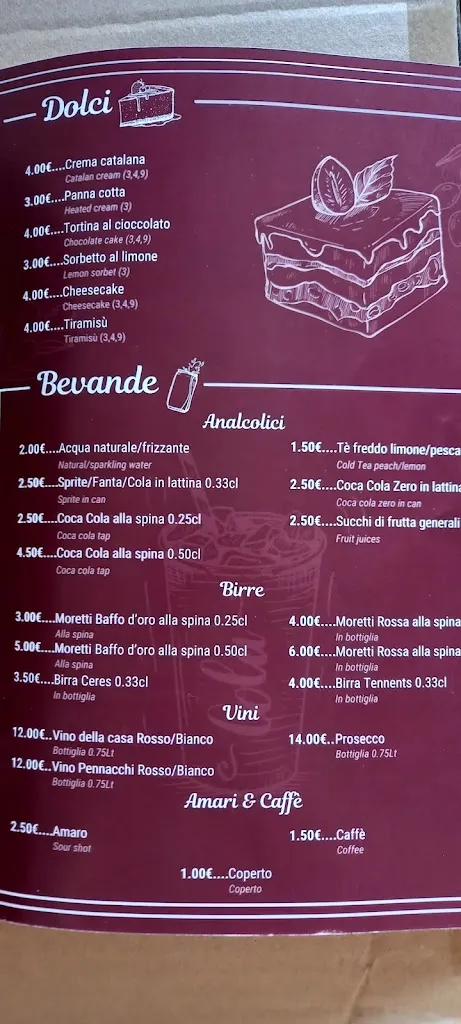 Dolci
4.00€....Crema catalana
Catalan cream (3,4,9)
3.00€....Panna cotta
Heated cream (3)
4.00€....Tortina al cioccolato
Chocolate cake (3,4,9)
3.00€....Sorbetto al limone
Lemon sorbet (3)
4.00€....Cheesecake
Cheesecake (3,4,9)
4.00€....Tiramisù
Tiramisù (3,4,9)
Bevande
Analcolici
2.00€....Acqua naturale/frizzante
Natural/sparkling water
2.50€....Sprite/Fanta/Cola in lattina 0.33cl
Sprite in can
2.50€....Coca Cola alla spina 0.25cl
Coca cola tap
4.50€....Coca Cola alla spina 0.50cl
Coca cola tap
1.50€....Tè freddo limone/pesca
Cold Tea peach/lemon
2.50€....Coca Cola Zero in lattina
Coca cola zero in can
2.50€....Succhi di frutta generali
Fruit juices
Birre
3.00€....Moretti Baffo d'oro alla spina 0.25cl
Alla spina
5.00€....Moretti Baffo d'oro alla spina 0.50cl
Alla spina
3.50€....Birra Ceres 0.33cl
In bottiglia
4.00€....Moretti Rossa alla spina
In bottiglia
6.00€....Moretti Rossa alla spina
In bottiglia
4.00€....Birra Tennents 0.33cl
In bottiglia
Vini
12.00€..Vino della casa Rosso/Bianco
Bottiglia 0.75Lt
12.00€..Vino Pennacchi Rosso/Bianco
Bottiglia 0.75Lt
14.00€..Prosecco
Bottiglia 0.75Lt
Amari & Caffè
2.50€....Amaro
Sour shot
1.50€....Caffè
Coffee
1.00€....Coperto
Coperto
Cola